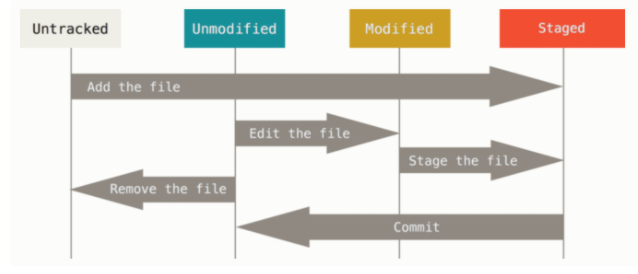 Untracked
Unmodified
Modified
Staged
Add the file
Edit the file
Stage the file
Remove the file
Commit